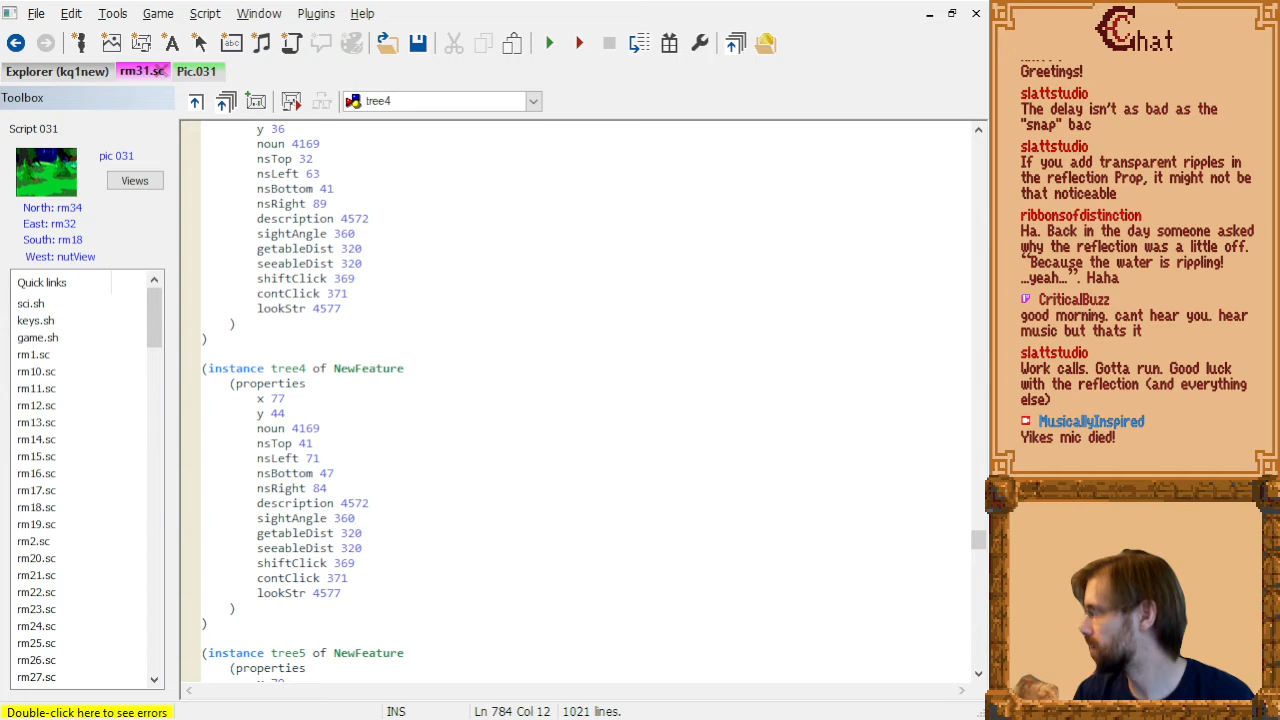 File Edit Tools Game Script Window Plugins Help
Explorer (kq1new) rm31.sc Pic.031
Toolbox
tree4
Script 031
pic 031
Views
North: rm34
East: rm32
South: rm18
West: nutView
Quick links
sci.sh
keys.sh
game.sh
rm1.sc
rm10.sc
rm11.sc
rm12.sc
rm13.sc
rm14.sc
rm15.sc
rm16.sc
rm17.sc
rm18.sc
rm19.sc
rm2.sc
rm20.sc
rm21.sc
rm22.sc
rm23.sc
rm24.sc
rm25.sc
rm26.sc
rm27.sc
Double-click here to see errors
y 36
noun 4169
nsTop 32
nsLeft 63
nsBottom 41
nsRight 89
description 4572
sightAngle 360
getableDist 320
seeableDist 320
shiftClick 369
contClick 371
lookStr 4577
)
)
(instance tree4 of NewFeature
(properties
x 77
y 44
noun 4169
nsTop 41
nsLeft 71
nsBottom 47
nsRight 84
description 4572
sightAngle 360
getableDist 320
seeableDist 320
shiftClick 369
contClick 371
lookStr 4577
)
)
(instance tree5 of NewFeature
(properties
INS Ln 784 Col 12 1021 lines.
Chat
Greetings!
slattstudio
The delay isn't as bad as the
"snap" bac
slattstudio
If you add transparent ripples in
the reflection Prop, it might not be
that noticeable
ribbonsofdistinction
Ha. Back in the day someone asked
why the reflection was a little off.
"Because the water is rippling!
…yeah…". Haha
CriticalBuzz
good morning. cant hear you. hear
music but thats it
slattstudio
Work calls. Gotta run. Good luck
with the reflection (and everything
else)
MusicallyInspired
Yikes mic died!